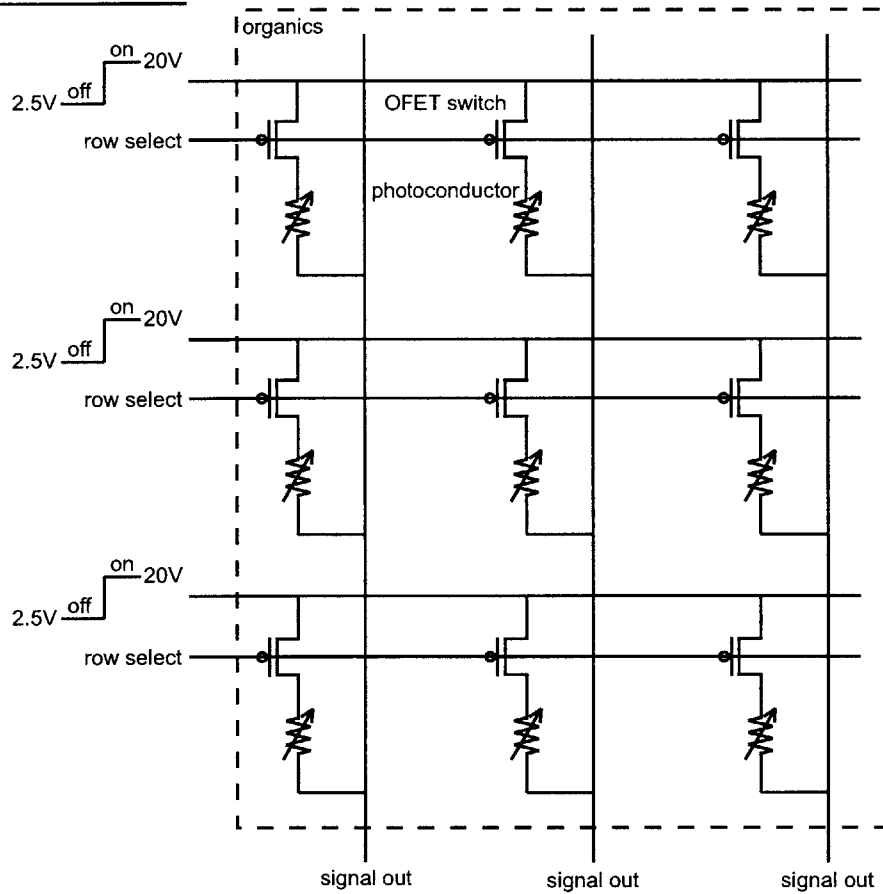 organics
on
20V
off
2.5V
OFET switch
row select
photoconductor
on
20V
off
2.5V
row select
on
20V
off
2.5V
row select
signal out
signal out
signal out